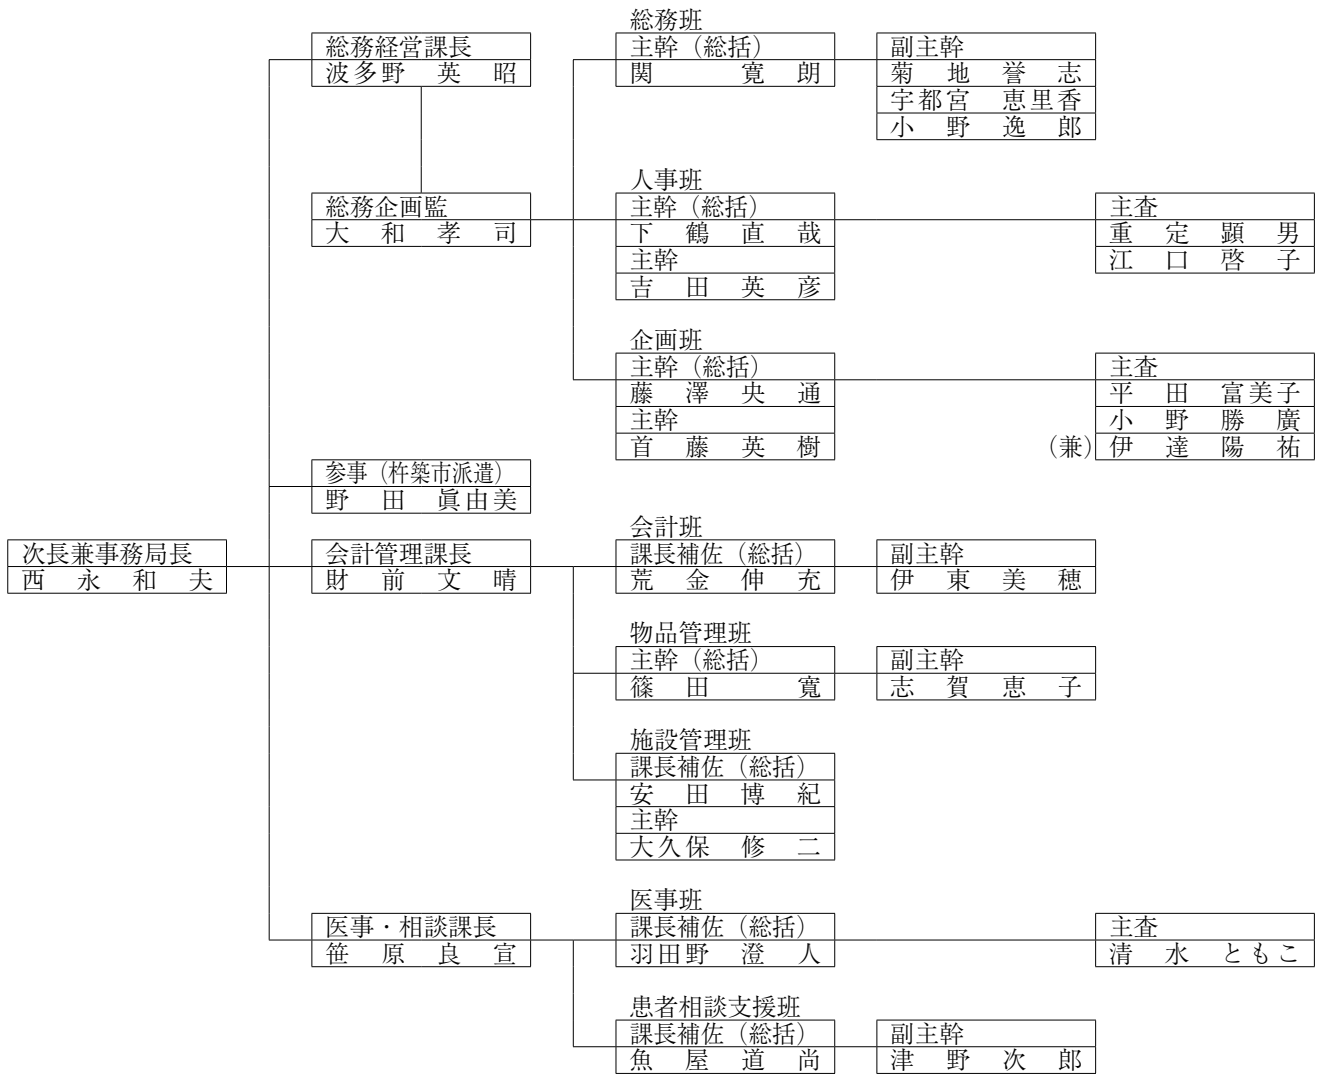 総務班
総務経営課長 主幹（総括） 副主幹
波多野 英 昭 関 寛 朗 菊 地 誉 志
宇都宮 恵里香
小 野 逸 郎
人事班
総務企画監 主幹（総括） 主査
大 和 孝 司 下 鶴 直 哉 重 定 顕 男
主幹 江 口 啓 子
吉 田 英 彦
企画班
主幹（総括） 主査
藤 澤 央 通 平 田 富美子
主幹 小 野 勝 廣
首 藤 英 樹 （兼） 伊 達 陽 祐
参事（杵築市派遣）
野 田 眞由美
会計班
次長兼事務局長 会計管理課長 課長補佐（総括） 副主幹
西 永 和 夫 財 前 文 晴 荒 金 伸 充 伊 東 美 穂
物品管理班
主幹（総括） 副主幹
篠 田 寛 志 賀 恵 子
施設管理班
課長補佐（総括）
安 田 博 紀
主幹
大久保 修 二
医事班
医事・相談課長 課長補佐（総括） 主査
笹 原 良 宣 羽田野 澄 人 清 水 ともこ
患者相談支援班
課長補佐（総括） 副主幹
魚 屋 道 尚 津 野 次 郎